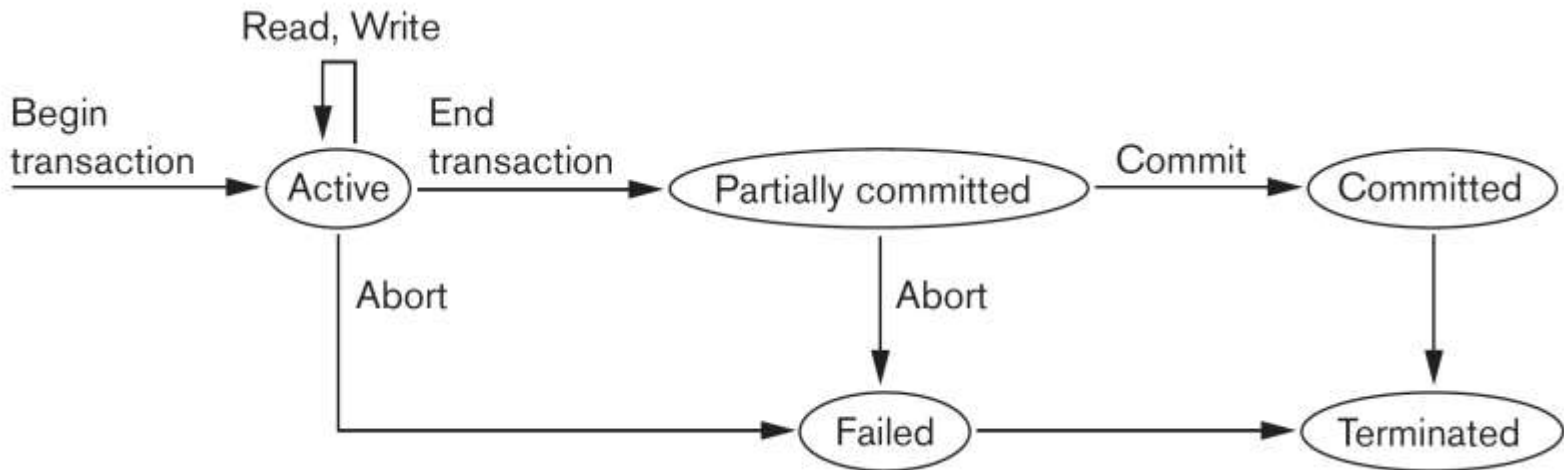 Read, Write
Begin
transaction
End
transaction
Commit
Active
Partially committed
Committed
Abort
Abort
Failed
Terminated